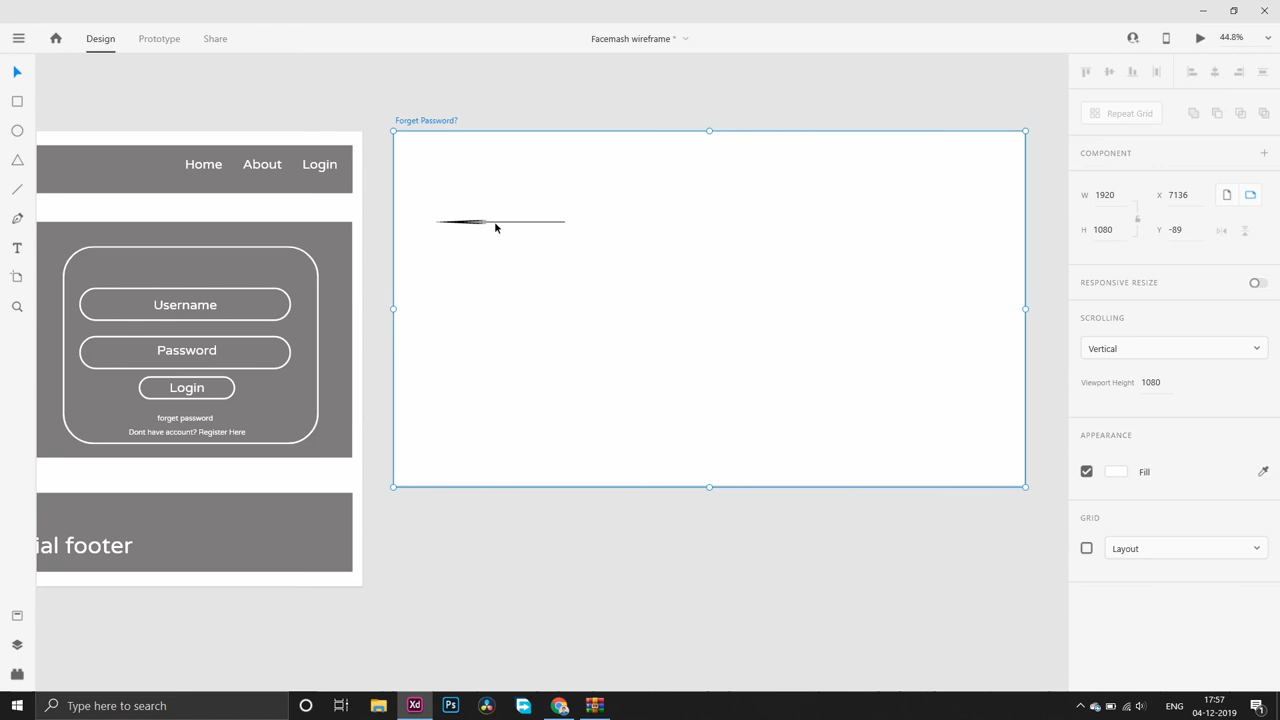 Design
Prototype
Share
Facemash wireframe *
44.8%
Home
About
Login
Username
Password
Login
forget password
Dont have account? Register Here
ial footer
Forget Password?
Repeat Grid
COMPONENT
W 1920
X 7136
H 1080
Y -89
RESPONSIVE RESIZE
SCROLLING
Vertical
Viewport Height 1080
APPEARANCE
Fill
GRID
Layout
Type here to search
Xd
Ps
ENG
17:57
04-12-2019